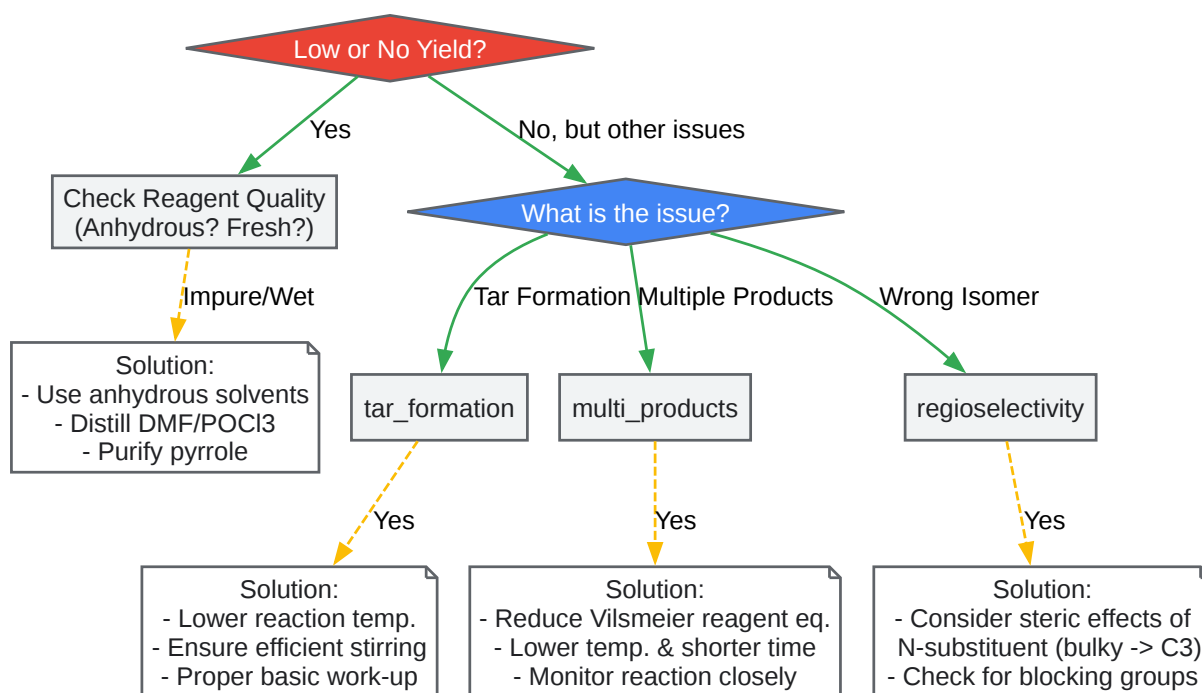 Low or No Yield?
Yes
No, but other issues
Check Reagent Quality
(Anhydrous? Fresh?)
What is the issue?
Impure/Wet
Tar Formation
Multiple Products
Wrong Isomer
Solution:
- Use anhydrous solvents
- Distill DMF/POCl3
- Purify pyrrole
tar_formation
multi_products
regioselectivity
Yes
Yes
Yes
Solution:
- Lower reaction temp.
- Ensure efficient stirring
- Proper basic work-up
Solution:
- Reduce Vilsmeier reagent eq.
- Lower temp. & shorter time
- Monitor reaction closely
Solution:
- Consider steric effects of
N-substituent (bulky -> C3)
- Check for blocking groups